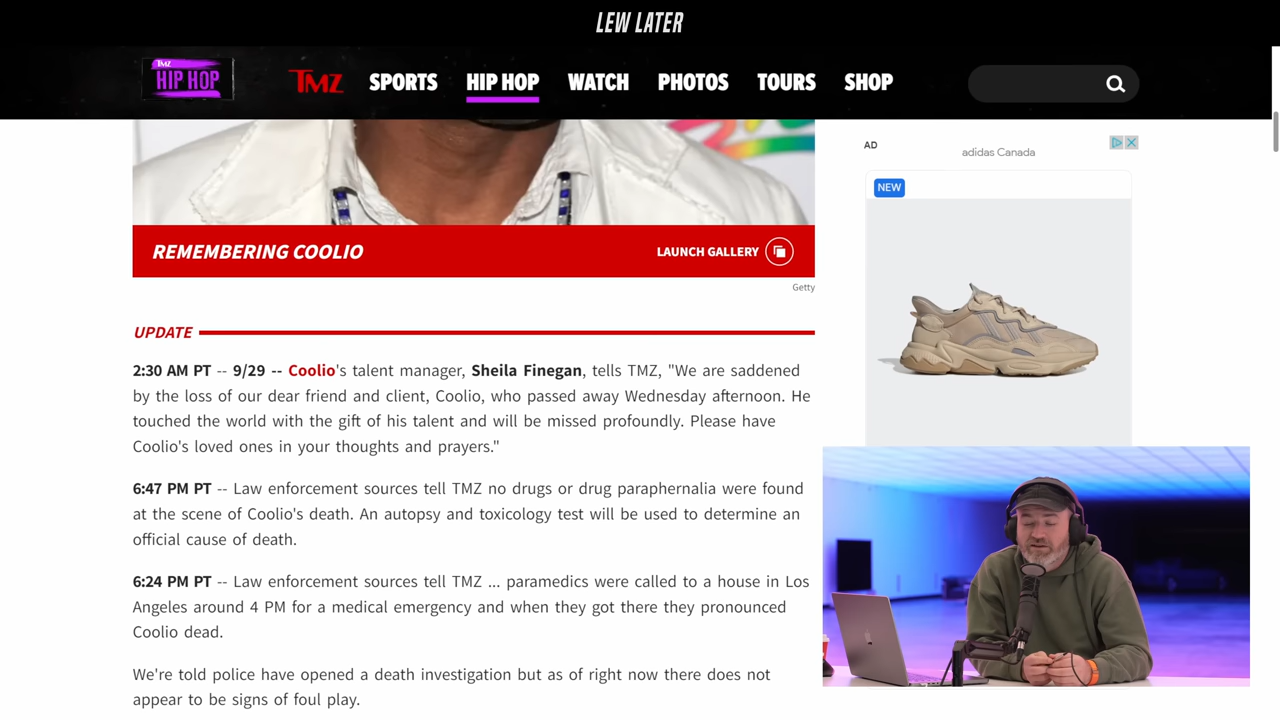 LEW LATER
TMZ
HIP HOP
TMZ SPORTS HIP HOP WATCH PHOTOS TOURS SHOP
AD
adidas Canada
NEW
REMEMBERING COOLIO
LAUNCH GALLERY
Getty
UPDATE
2:30 AM PT -- 9/29 -- Coolio's talent manager, Sheila Finegan, tells TMZ, "We are saddened
by the loss of our dear friend and client, Coolio, who passed away Wednesday afternoon. He
touched the world with the gift of his talent and will be missed profoundly. Please have
Coolio's loved ones in your thoughts and prayers."
6:47 PM PT -- Law enforcement sources tell TMZ no drugs or drug paraphernalia were found
at the scene of Coolio's death. An autopsy and toxicology test will be used to determine an
official cause of death.
6:24 PM PT -- Law enforcement sources tell TMZ ... paramedics were called to a house in Los
Angeles around 4 PM for a medical emergency and when they got there they pronounced
Coolio dead.
We're told police have opened a death investigation but as of right now there does not
appear to be signs of foul play.